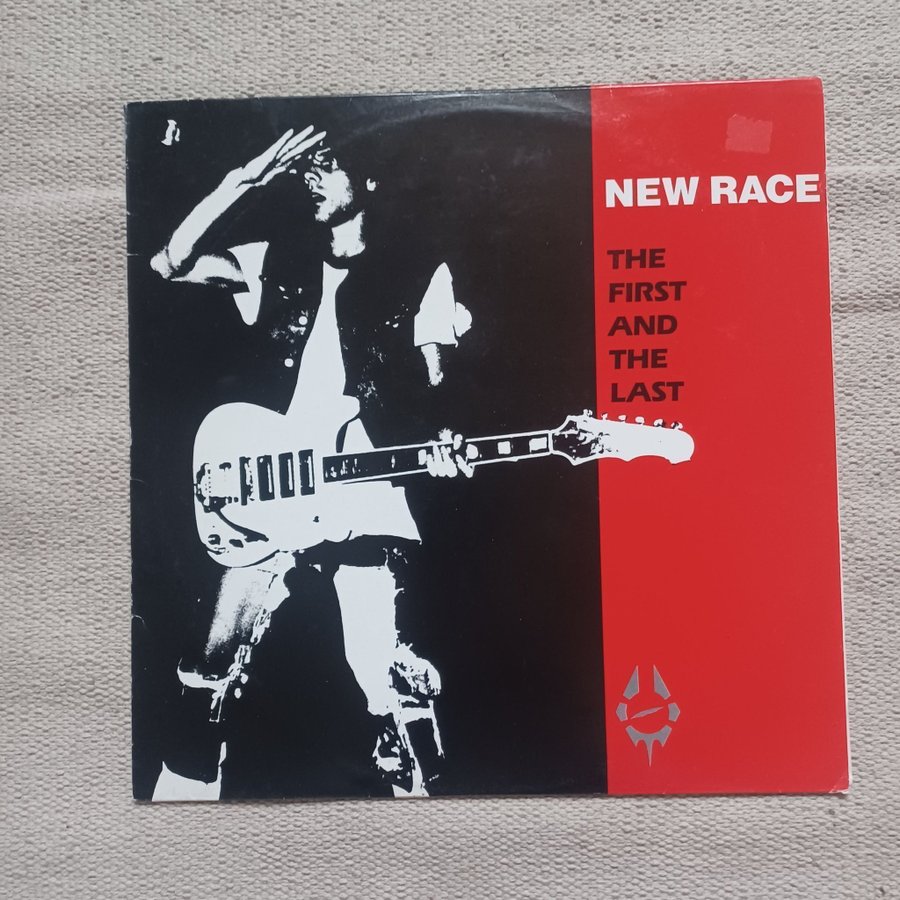 NEW RACE
THE
FIRST
AND
THE
LAST